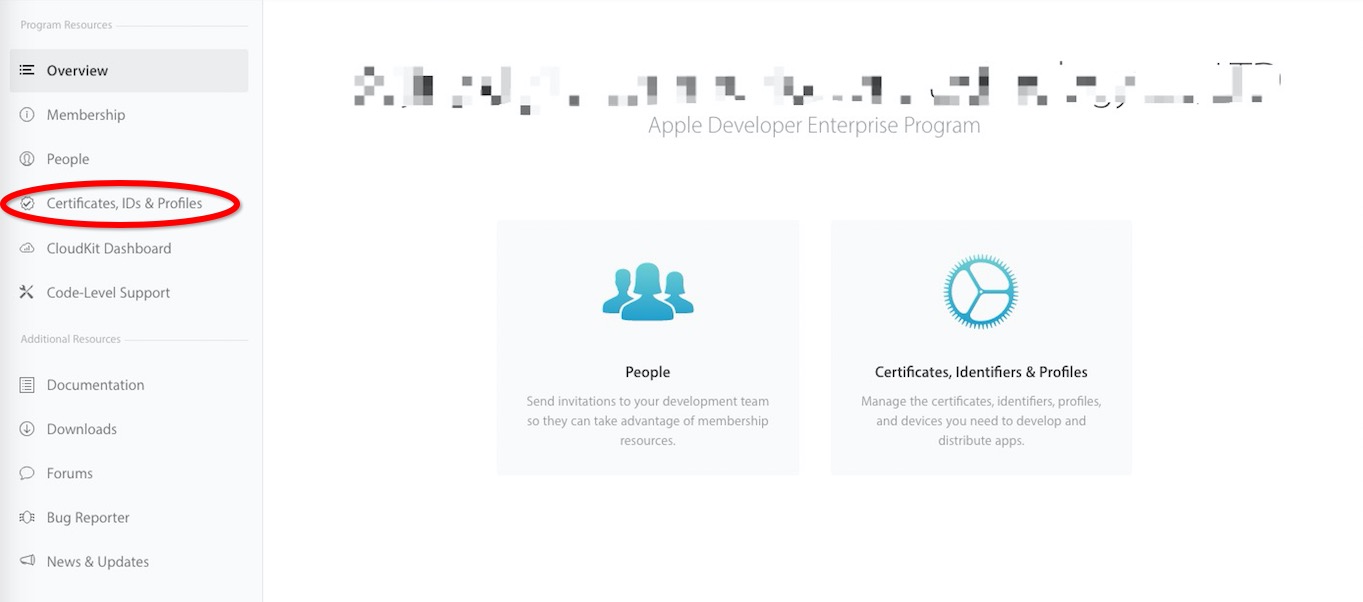 Program Resources
Overview
Membership
People
Certificates, IDs & Profiles
CloudKit Dashboard
Code-Level Support
Additional Resources
Documentation
Downloads
Forums
Bug Reporter
News & Updates
Apple Developer Enterprise Program
People
Send invitations to your development team
so they can take advantage of membership
resources.
Certificates, Identifiers & Profiles
Manage the certificates, identifiers, profiles,
and devices you need to develop and
distribute apps.